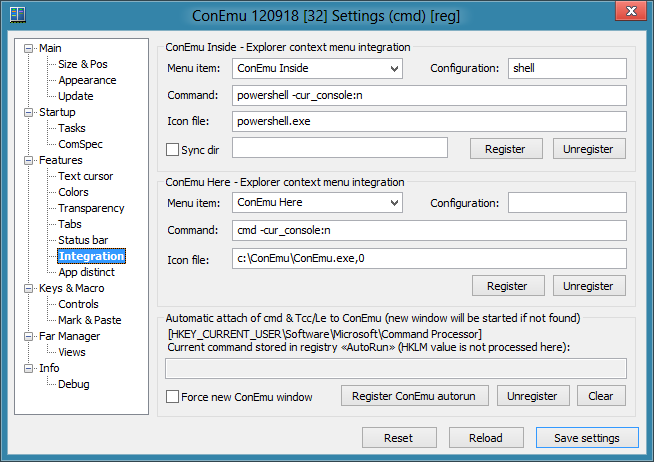 ConEmu 120918 [32] Settings (cmd) [reg]
Main
Size & Pos
Appearance
Update
Startup
Tasks
ComSpec
Features
Text cursor
Colors
Transparency
Tabs
Status bar
Integration
App distinct
Keys & Macro
Controls
Mark & Paste
Far Manager
Views
Info
Debug
ConEmu Inside - Explorer context menu integration
Menu item: ConEmu Inside Configuration: shell
Command: powershell -cur_console:n
Icon file: powershell.exe
Sync dir Register Unregister
ConEmu Here - Explorer context menu integration
Menu item: ConEmu Here Configuration:
Command: cmd -cur_console:n
Icon file: c:\ConEmu\ConEmu.exe,0
Register Unregister
Automatic attach of cmd & Tcc/Le to ConEmu (new window will be started if not found)
[HKEY_CURRENT_USER\Software\Microsoft\Command Processor]
Current command stored in registry «AutoRun» (HKLM value is not processed here):
Force new ConEmu window Register ConEmu autorun Unregister Clear
Reset Reload Save settings